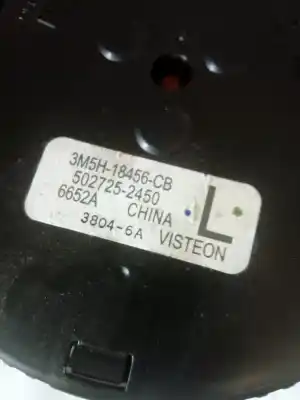 3M5H-18456-CB
502725-2450
6652A CHINA L
3804-6A VISTEON